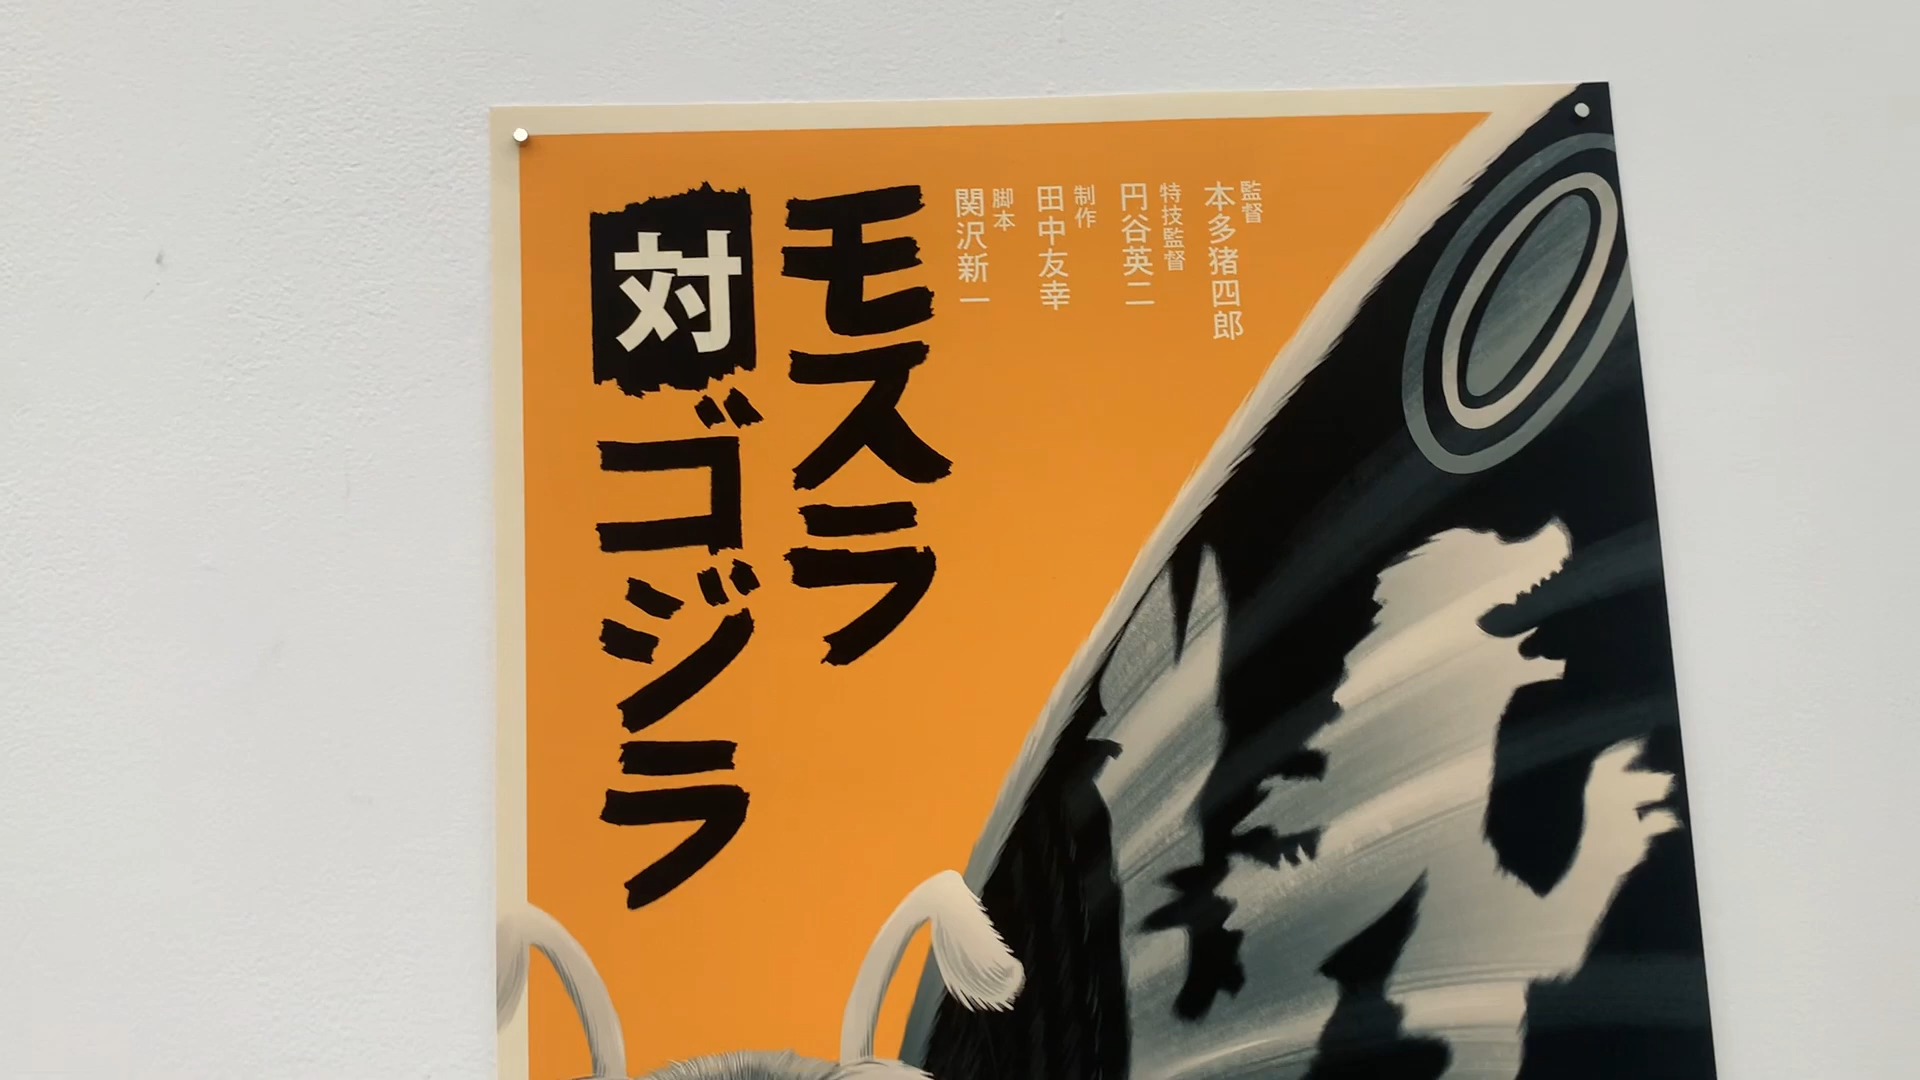 監督
本多猪四郎
特技監督
円谷英二
制作
田中友幸
脚本
関沢新一
モスラ
対ゴジラ